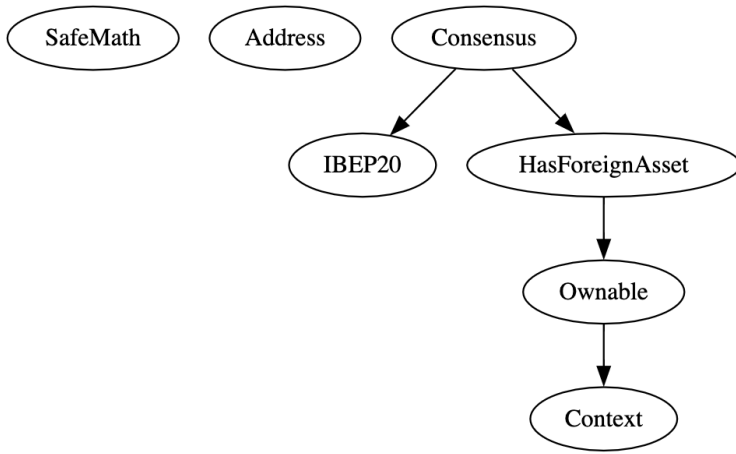 SafeMath
Address
Consensus
IBEP20
HasForeignAsset
Ownable
Context